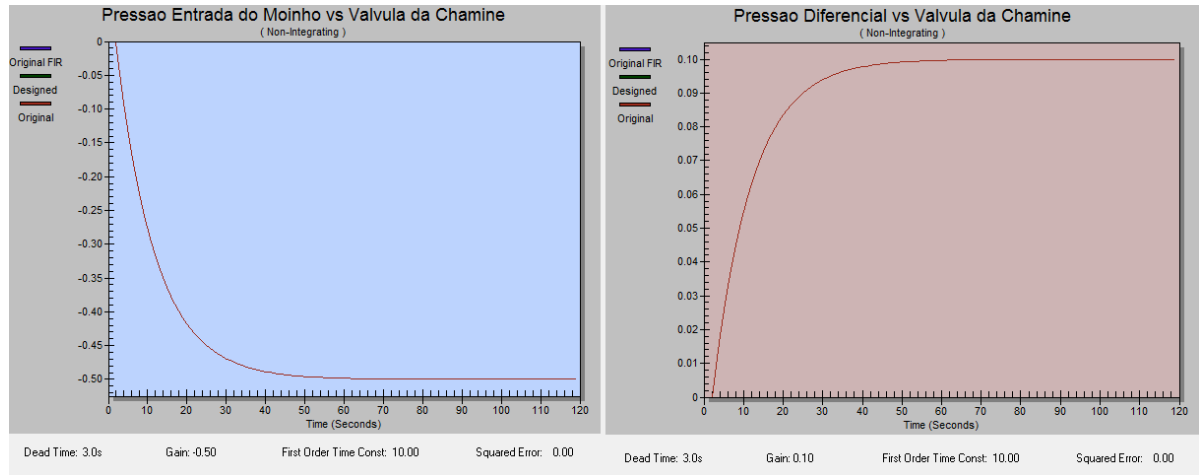 Pressao Entrada do Moinho vs Valvula da Chamine
( Non-Integrating )
Original FIR
Designed
Original
0
-0.05
-0.10
-0.15
-0.20
-0.25
-0.30
-0.35
-0.40
-0.45
-0.50
0 10 20 30 40 50 60 70 80 90 100 110 120
Time (Seconds)
Dead Time: 3.0s Gain: -0.50 First Order Time Const: 10.00 Squared Error: 0.00
Pressao Diferencial vs Valvula da Chamine
( Non-Integrating )
Original FIR
Designed
Original
0.10
0.09
0.08
0.07
0.06
0.05
0.04
0.03
0.02
0.01
0
0 10 20 30 40 50 60 70 80 90 100 110 120
Time (Seconds)
Dead Time: 3.0s Gain: 0.10 First Order Time Const: 10.00 Squared Error: 0.00